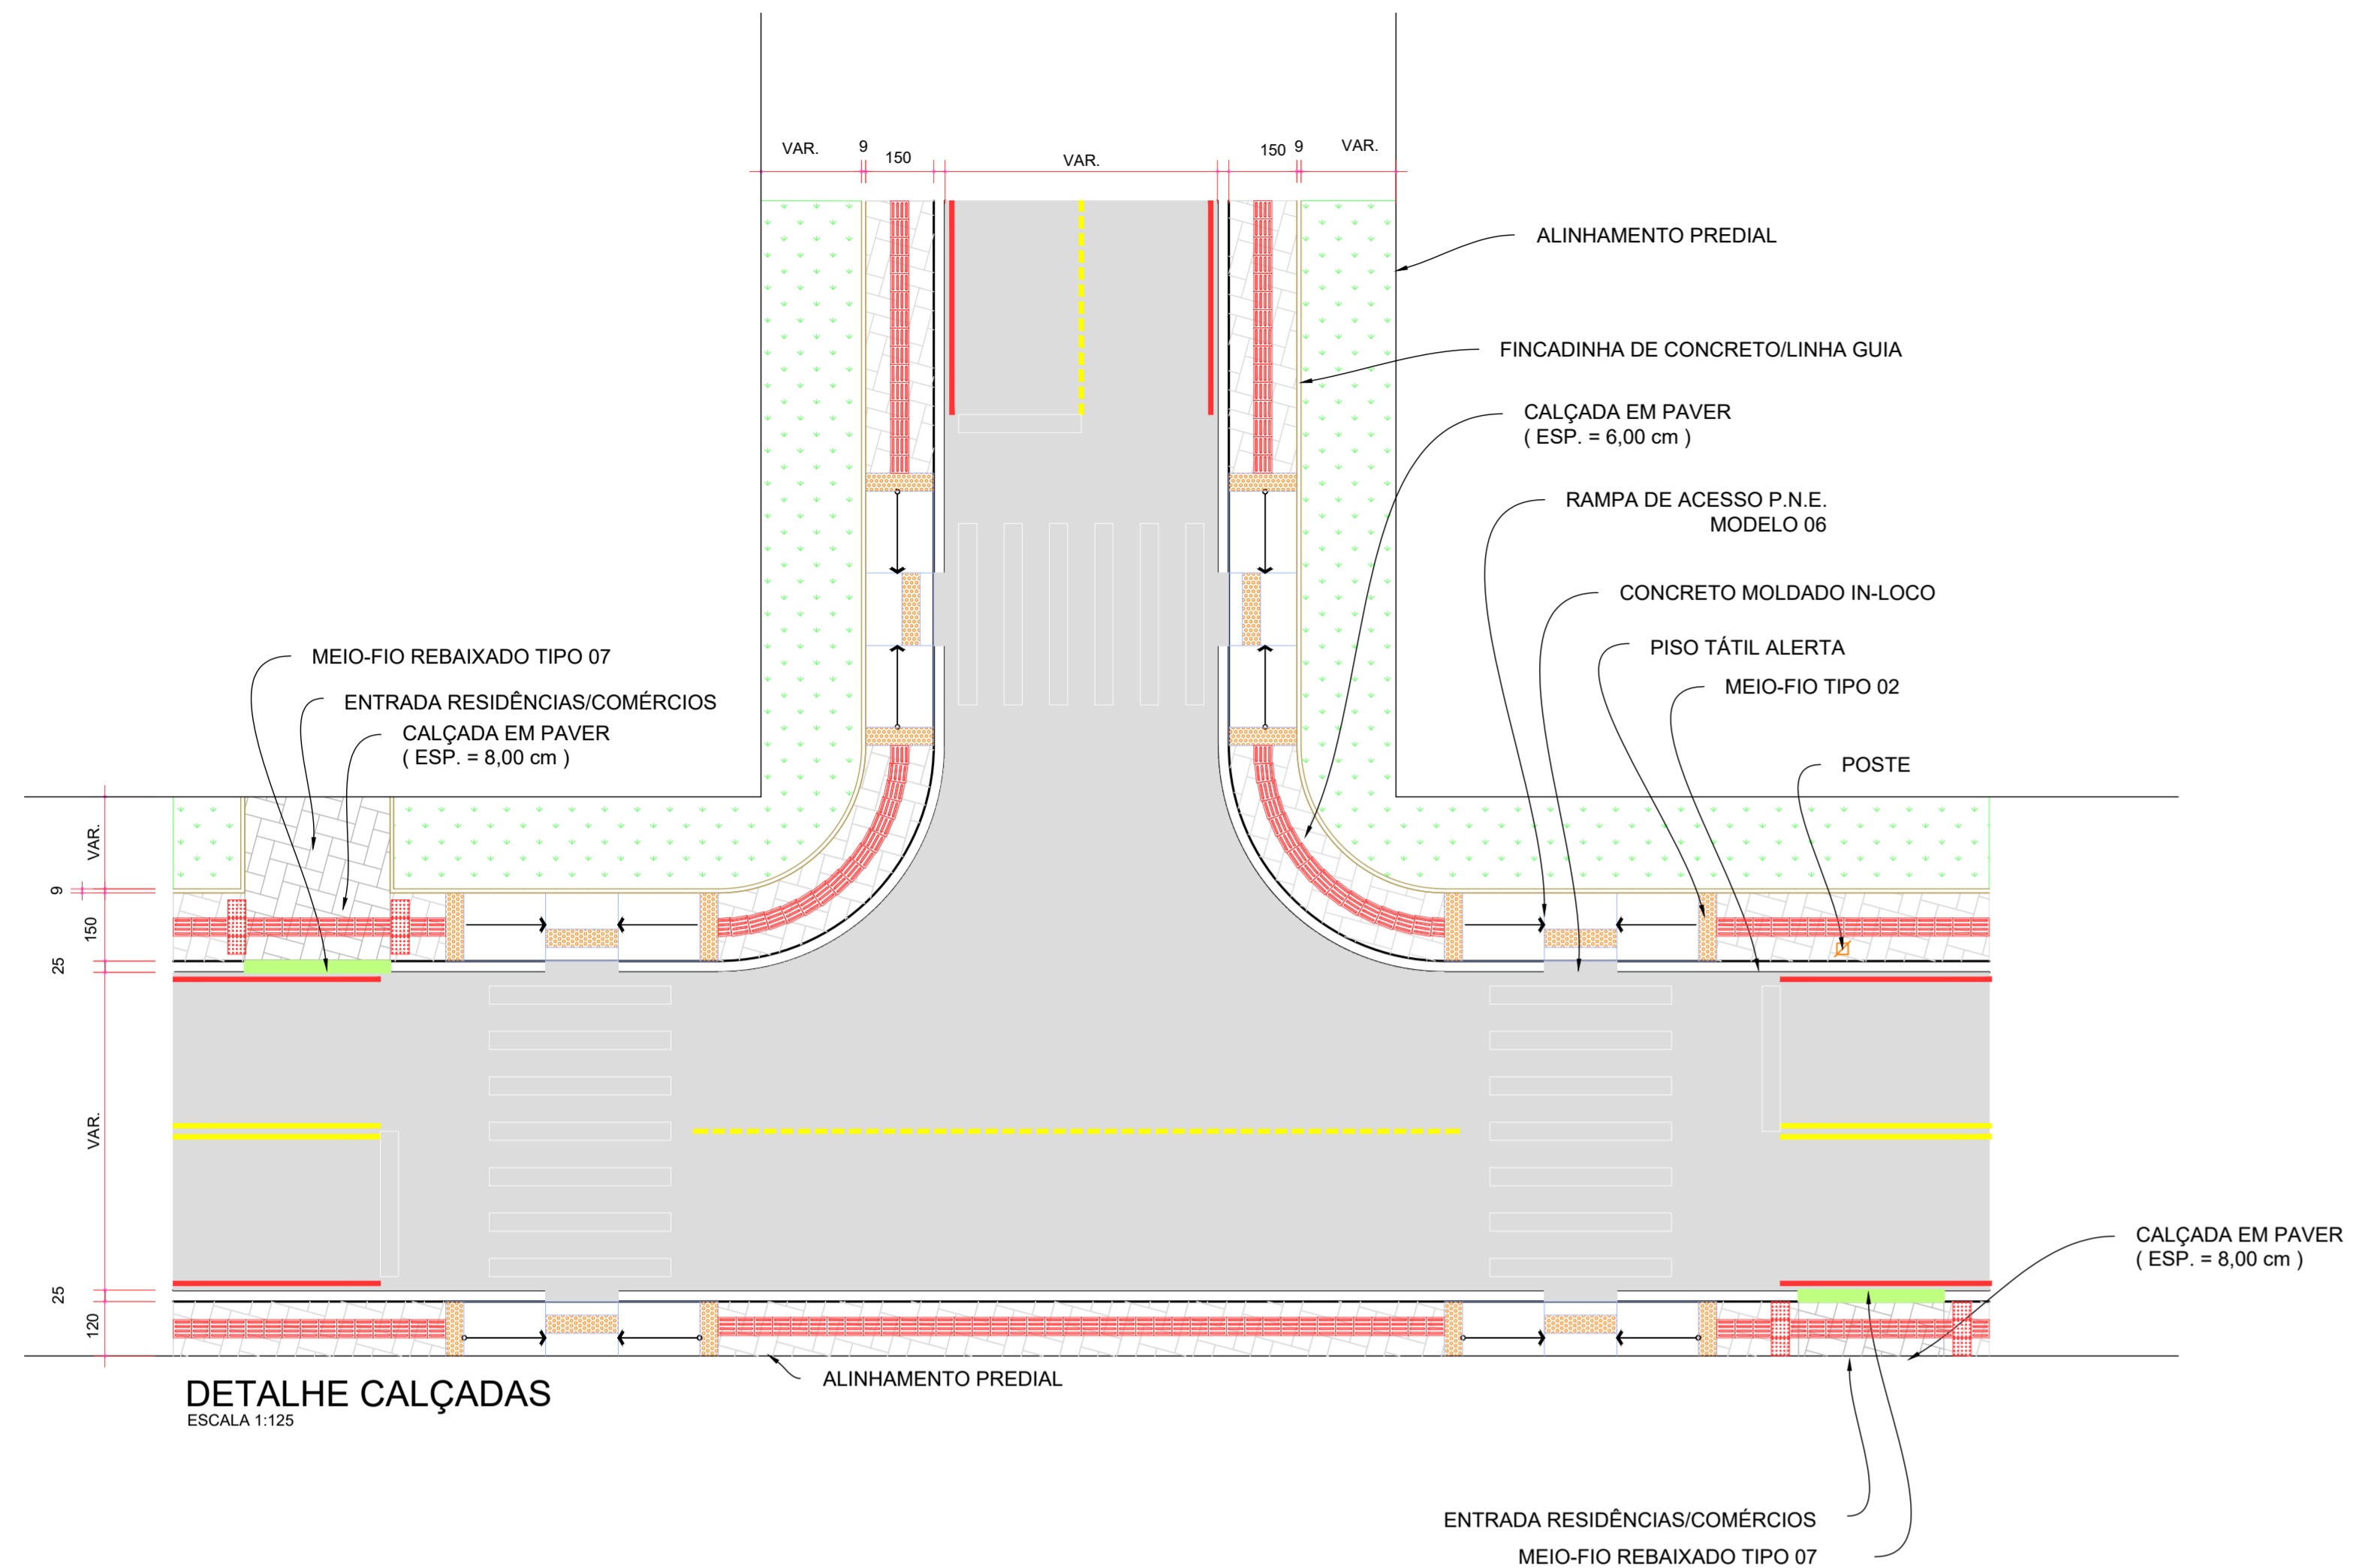 VAR.
9
150
VAR.
150
9
VAR.
ALINHAMENTO PREDIAL
FINCADINHA DE CONCRETO/LINHA GUIA
CALÇADA EM PAVER
( ESP. = 6,00 cm )
RAMPA DE ACESSO P.N.E.
MODELO 06
CONCRETO MOLDADO IN-LOCO
PISO TÁTIL ALERTA
MEIO-FIO TIPO 02
POSTE
MEIO-FIO REBAIXADO TIPO 07
ENTRADA RESIDÊNCIAS/COMÉRCIOS
CALÇADA EM PAVER
( ESP. = 8,00 cm )
VAR.
9
150
25
VAR.
25
120
CALÇADA EM PAVER
( ESP. = 8,00 cm )
ALINHAMENTO PREDIAL
DETALHE CALÇADAS
ESCALA 1:125
ENTRADA RESIDÊNCIAS/COMÉRCIOS
MEIO-FIO REBAIXADO TIPO 07